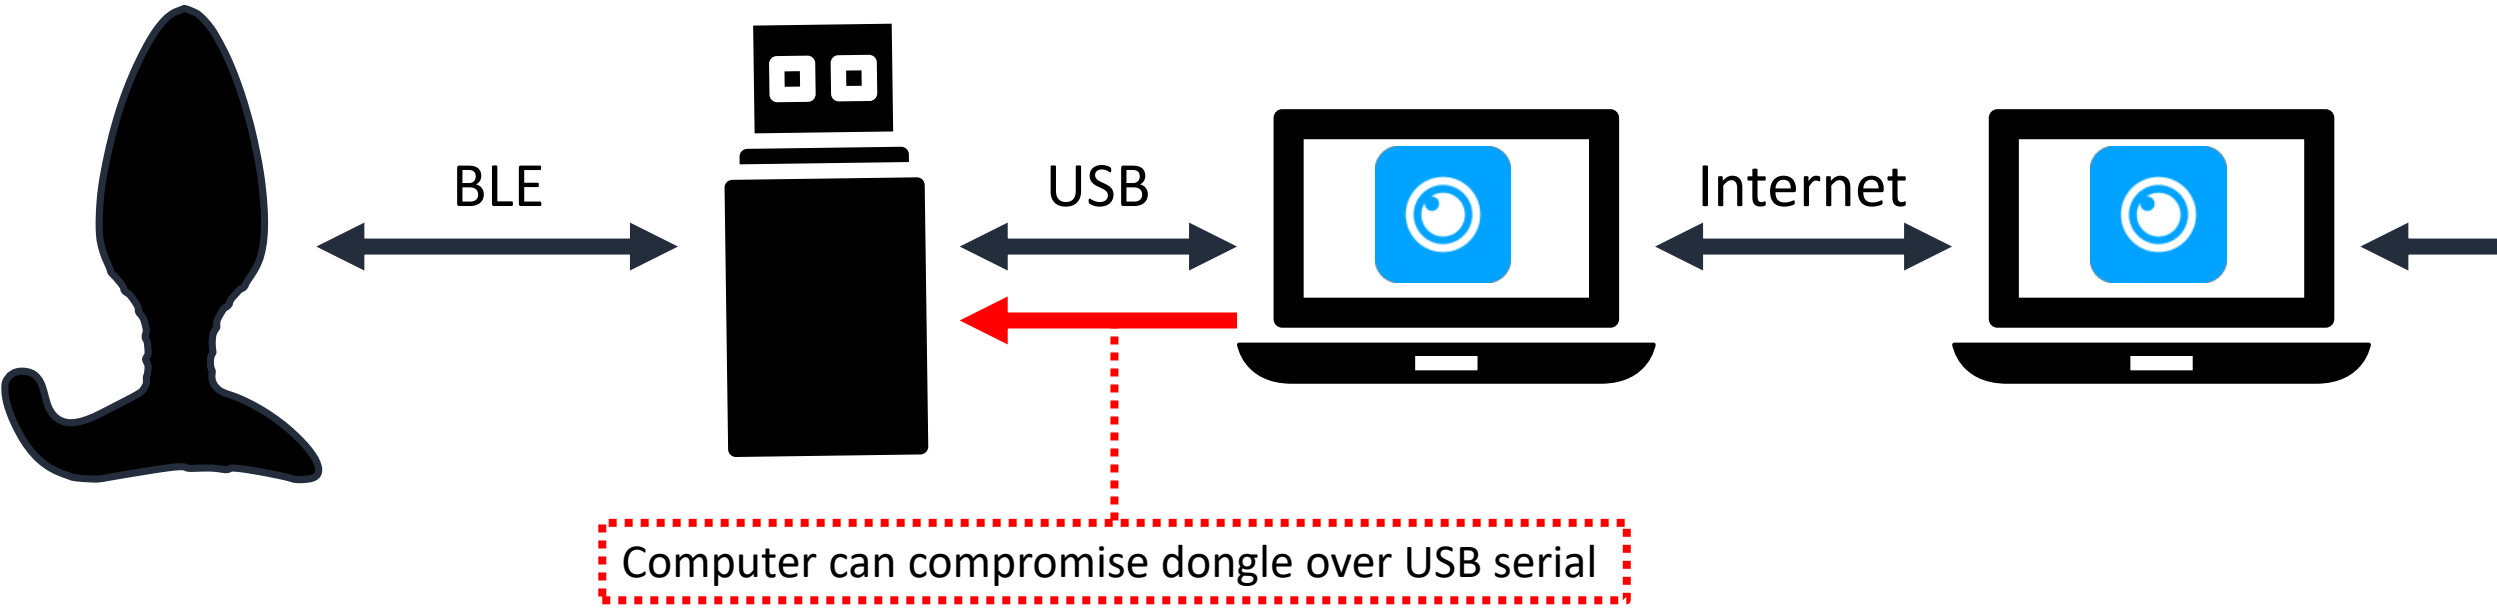 BLE
USB
Internet
Computer can compromise dongle over USB serial